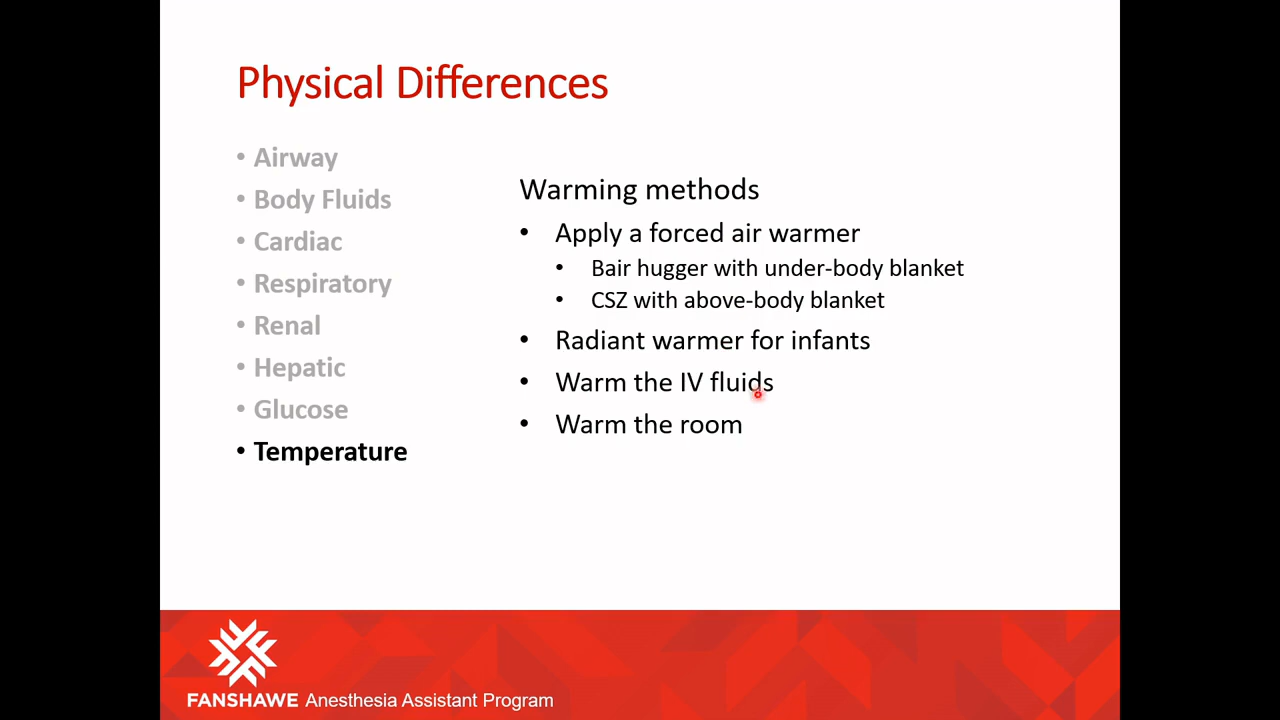 Physical Differences
• Airway
• Body Fluids
• Cardiac
• Respiratory
• Renal
• Hepatic
• Glucose
• Temperature
Warming methods
• Apply a forced air warmer
• Bair hugger with under-body blanket
• CSZ with above-body blanket
• Radiant warmer for infants
• Warm the IV fluids
• Warm the room
FANSHAWE Anesthesia Assistant Program